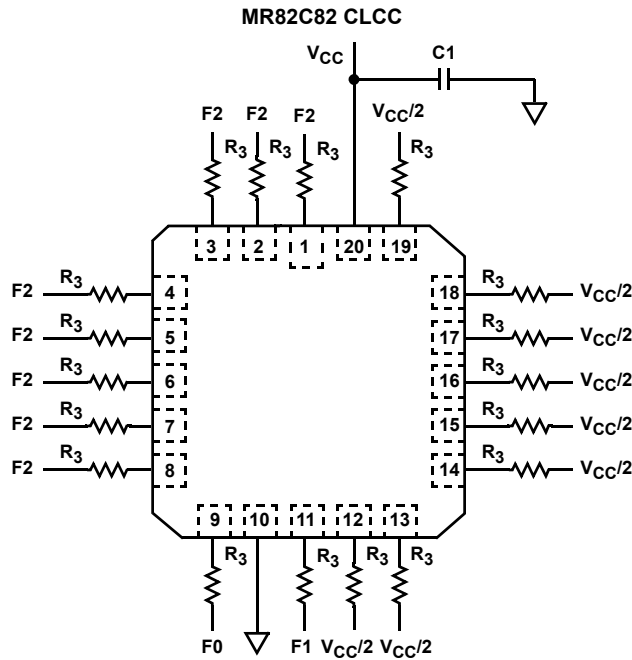 MR82C82 CLCC
VCC C1
F2 F2 F2 VCC/2
R3 R3 R3 R3
3 2 1 20 19
F2 R3 4 18 R3 VCC/2
F2 R3 5 17 R3 VCC/2
F2 R3 6 16 R3 VCC/2
F2 R3 7 15 R3 VCC/2
F2 R3 8 14 R3 VCC/2
9 10 11 12 13
R3 R3 R3 R3
F0 F1 VCC/2 VCC/2